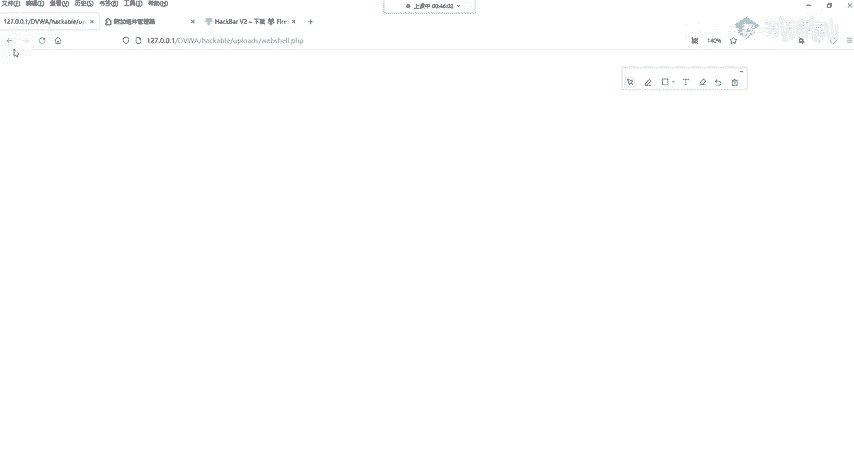 文件(F) 编辑(E) 查看(V) 历史(S) 书签(B) 工具(T) 帮助(H)
上课中 00:46:02
127.0.0.1/DVWA/hackable/up
附加组件管理器
HackBar V2 – 下载
Fire
127.0.0.1/DVWA/hackable/uploads/webshell.php
140%
T